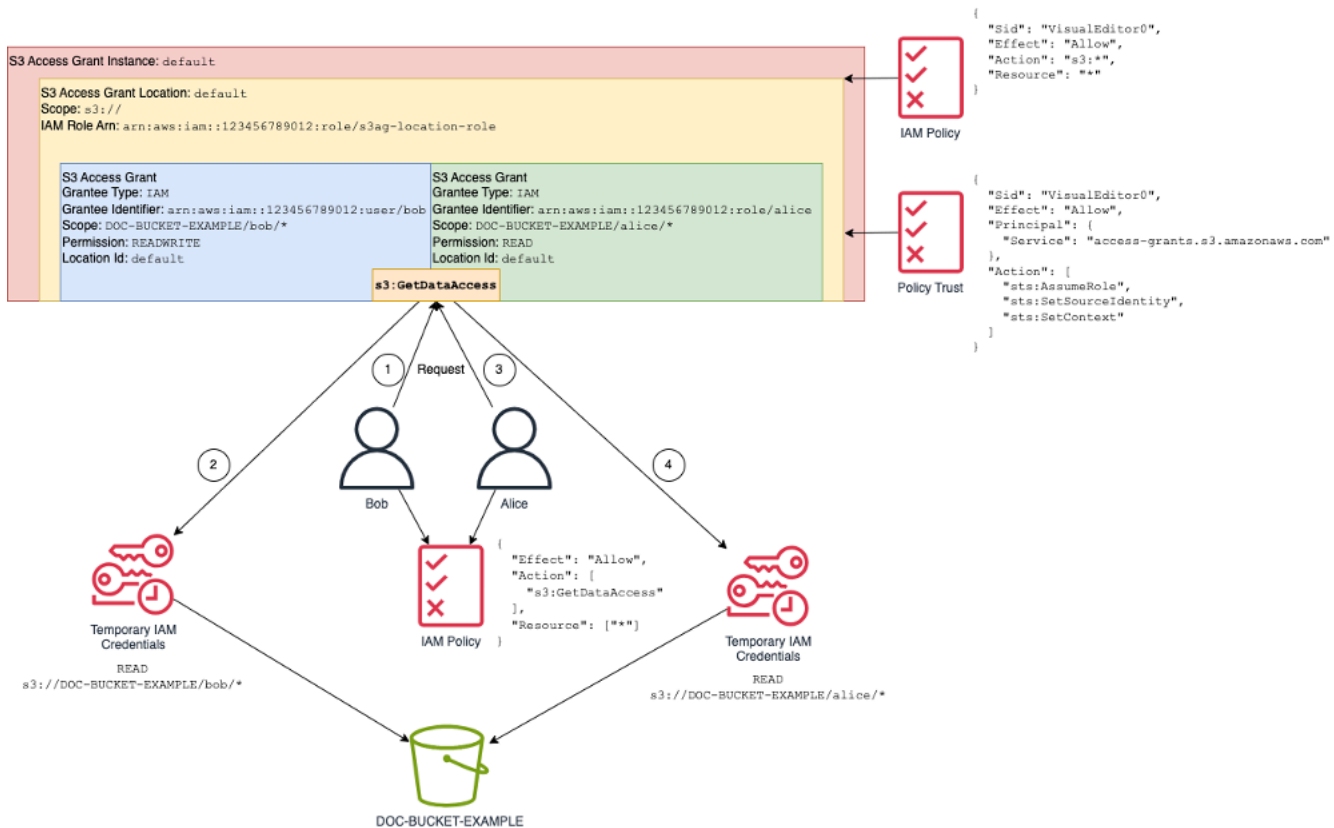 S3 Access Grant Instance: default
S3 Access Grant Location: default
Scope: s3://
IAM Role Arn: arn:aws:iam::123456789012:role/s3ag-location-role
S3 Access Grant
Grantee Type: IAM
Grantee Identifier: arn:aws:iam::123456789012:user/bob
Scope: DOC-BUCKET-EXAMPLE/bob/*
Permission: READWRITE
Location Id: default
S3 Access Grant
Grantee Type: IAM
Grantee Identifier: arn:aws:iam::123456789012:role/alice
Scope: DOC-BUCKET-EXAMPLE/alice/*
Permission: READ
Location Id: default
s3:GetDataAccess
IAM Policy
{
"Sid": "VisualEditor0",
"Effect": "Allow",
"Action": "s3:*",
"Resource": "*"
}
Policy Trust
{
"Sid": "VisualEditor0",
"Effect": "Allow",
"Principal": {
"Service": "access-grants.s3.amazonaws.com"
},
"Action": [
"sts:AssumeRole",
"sts:SetSourceIdentity",
"sts:SetContext"
]
}
1
Request
3
2
4
Bob
Alice
IAM Policy
{
"Effect": "Allow",
"Action": [
"s3:GetDataAccess"
],
"Resource": ["*"]
}
Temporary IAM
Credentials
READ
s3://DOC-BUCKET-EXAMPLE/bob/*
Temporary IAM
Credentials
READ
s3://DOC-BUCKET-EXAMPLE/alice/*
DOC-BUCKET-EXAMPLE